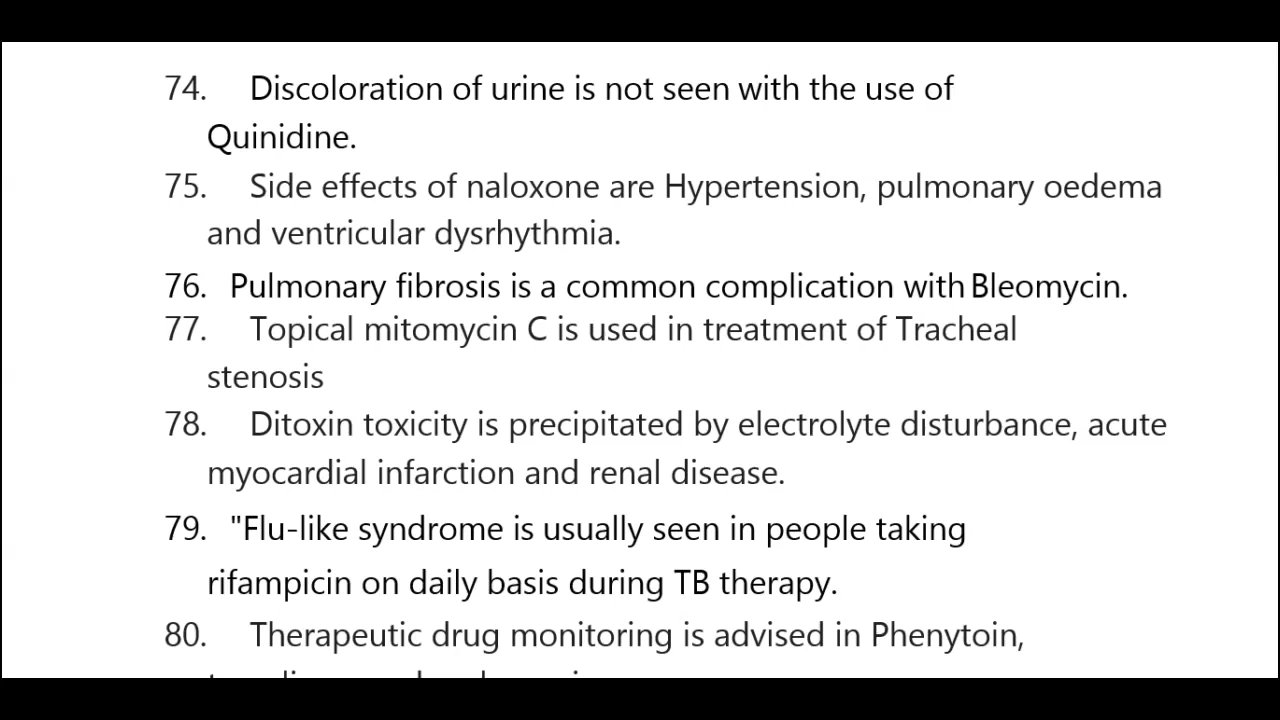 74. Discoloration of urine is not seen with the use of
Quinidine.
75. Side effects of naloxone are Hypertension, pulmonary oedema
and ventricular dysrhythmia.
76. Pulmonary fibrosis is a common complication with Bleomycin.
77. Topical mitomycin C is used in treatment of Tracheal
stenosis
78. Ditoxin toxicity is precipitated by electrolyte disturbance, acute
myocardial infarction and renal disease.
79. "Flu-like syndrome is usually seen in people taking
rifampicin on daily basis during TB therapy.
80. Therapeutic drug monitoring is advised in Phenytoin,